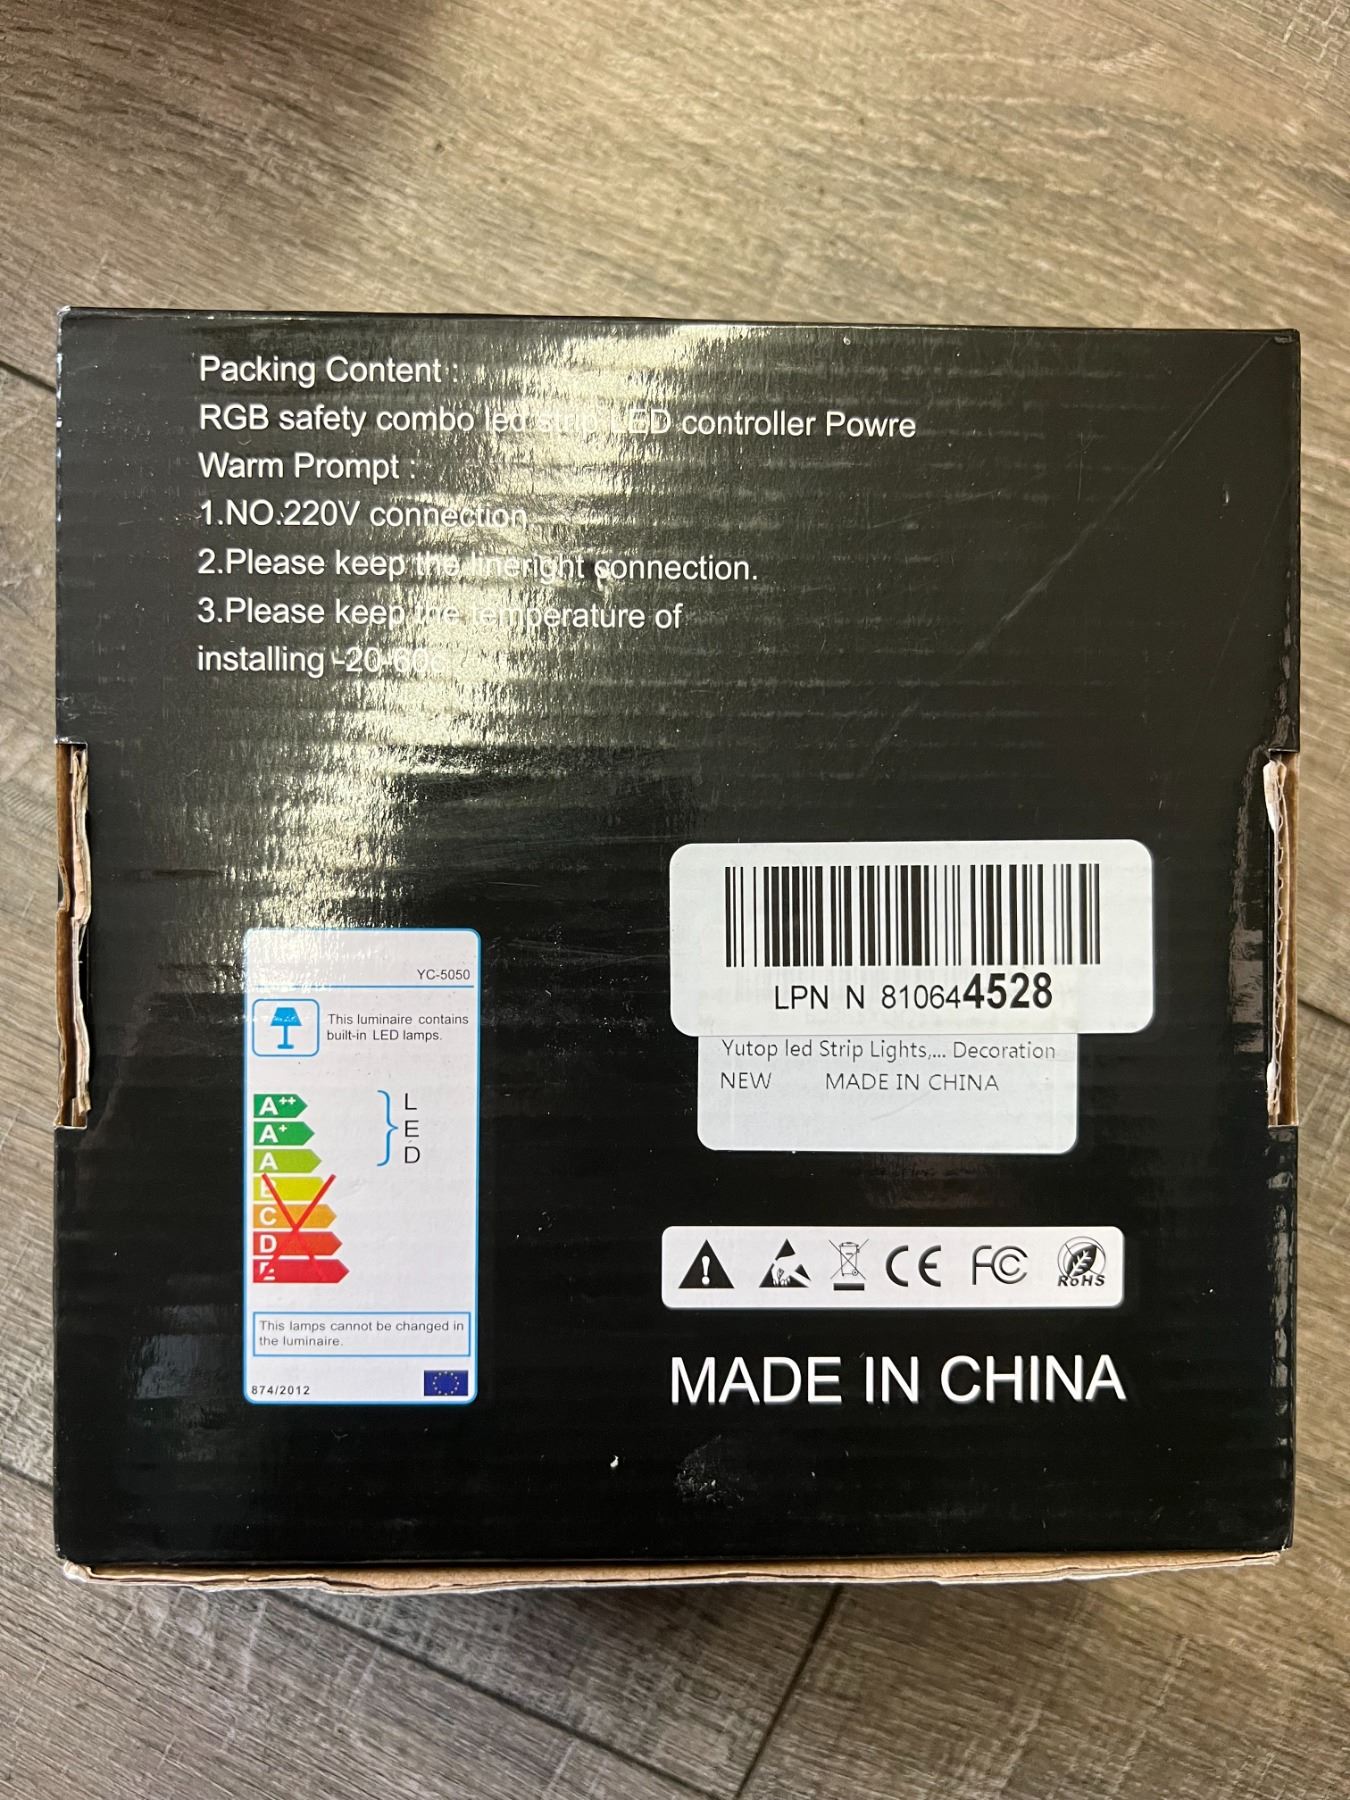 Packing Content :
RGB safety combo led strip LED controller Powre
Warm Prompt :
1.NO.220V connection
2.Please keep the lineright connection.
3.Please keep the temperature of
installing -20-60c
LPN N 810644528
Yutop led Strip Lights,... Decoration
NEW MADE IN CHINA
YC-5050
This luminaire contains
built-in LED lamps.
A++
A+
A
B
C
D
E
L
E
D
This lamps cannot be changed in
the luminaire.
874/2012
CE FC RoHS
MADE IN CHINA